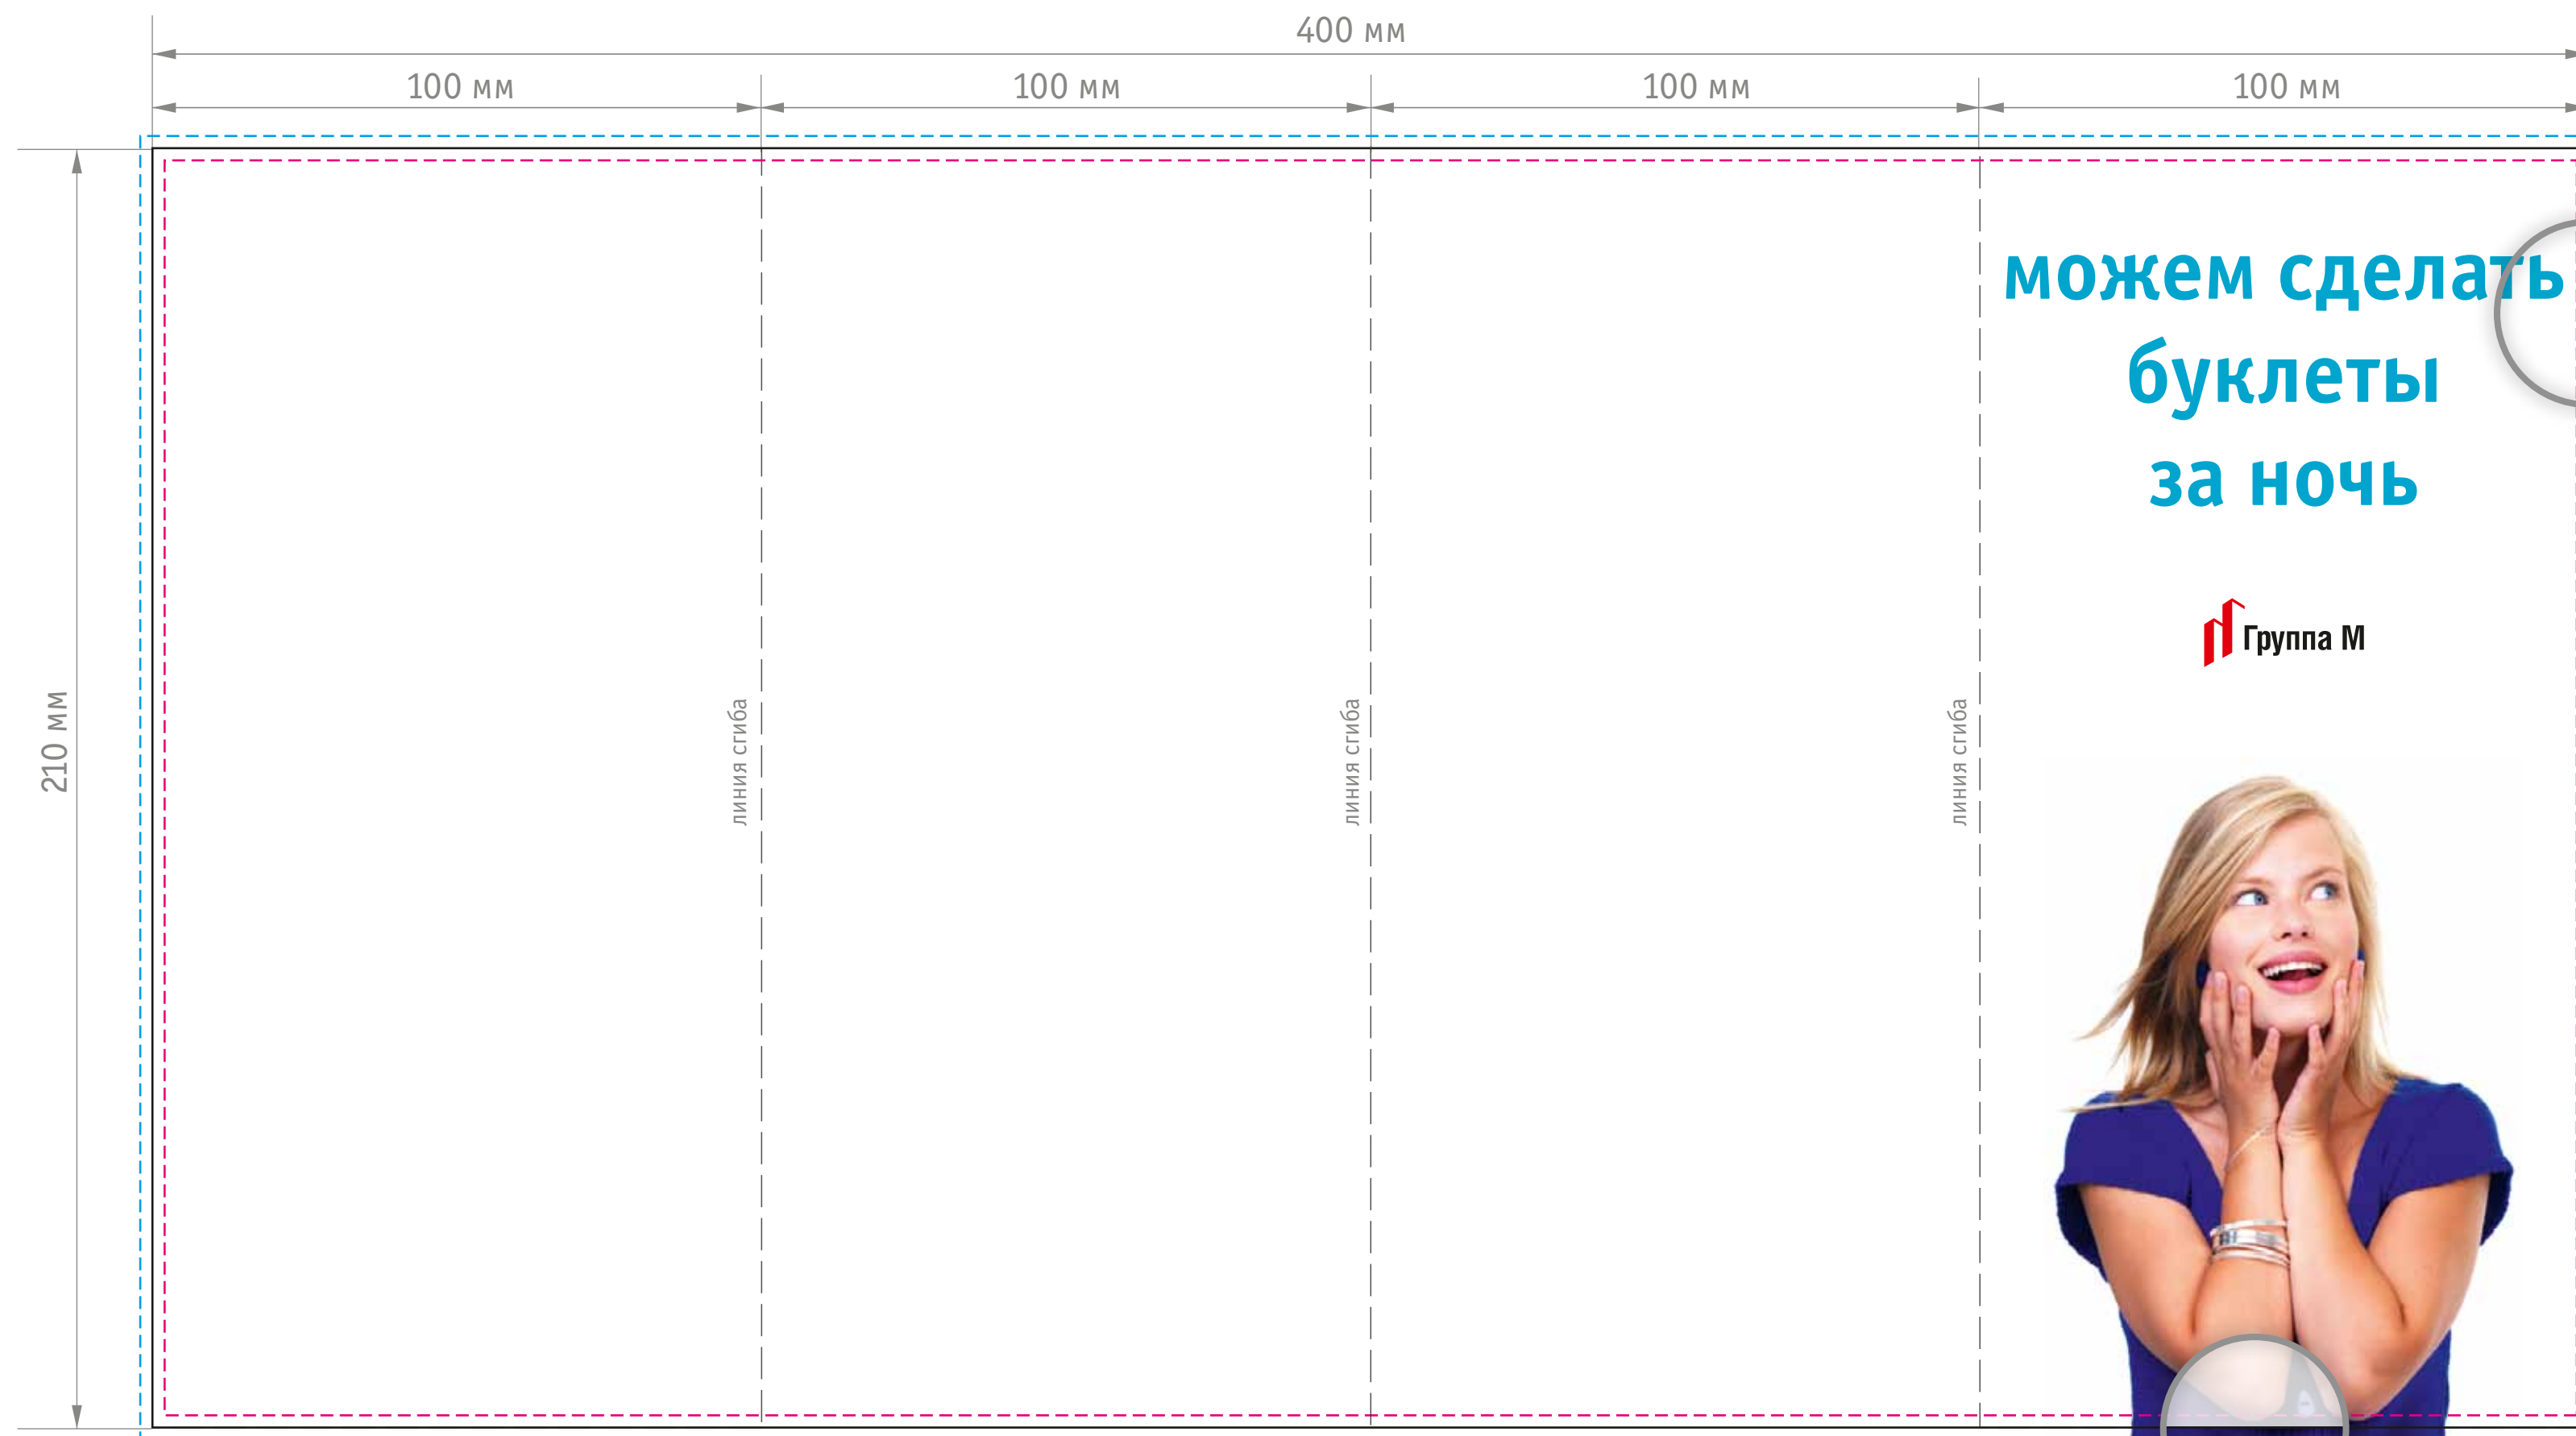 400 мм
100 мм
100 мм
100 мм
100 мм
210 мм
линия сгиба
линия сгиба
линия сгиба
можем сделать
буклеты
за ночь
Группа М